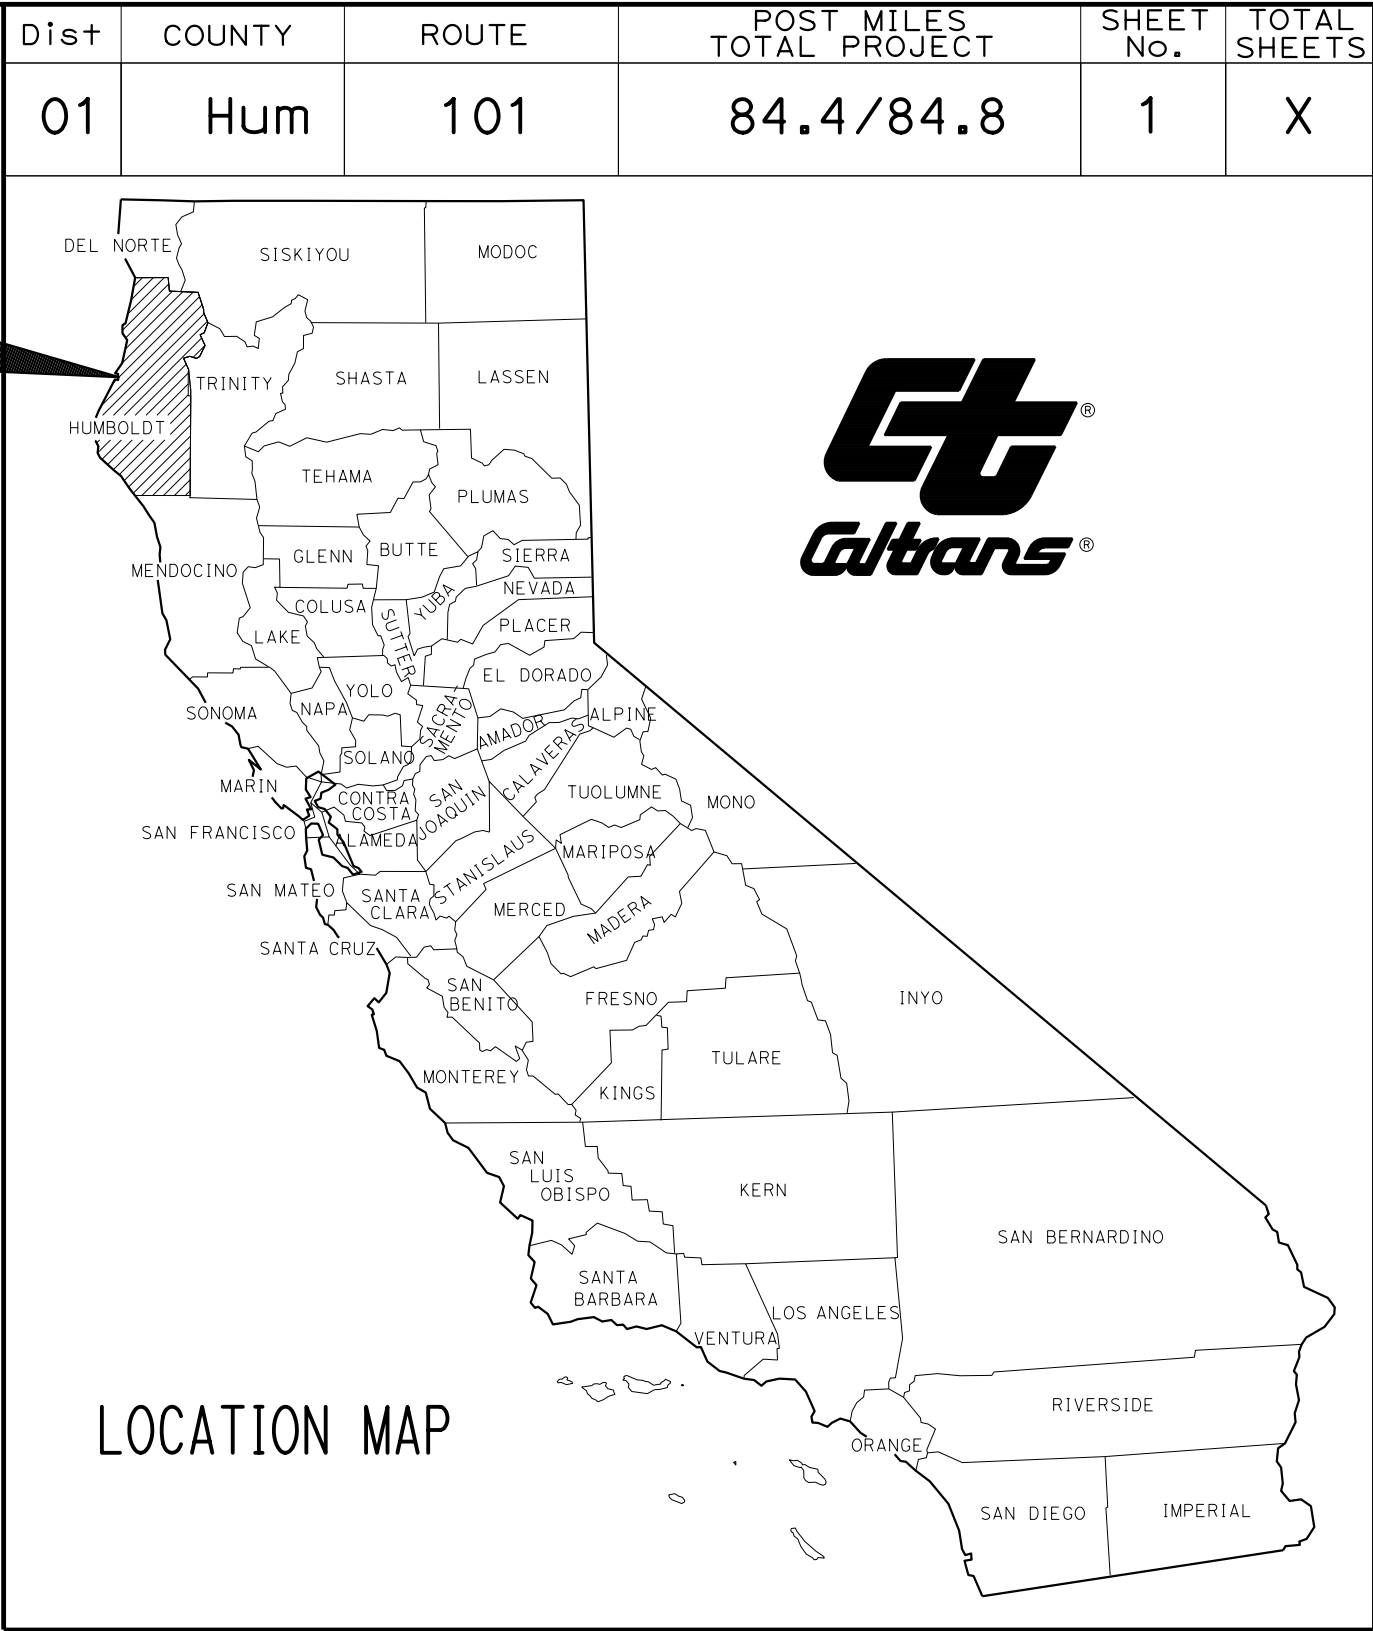 Dist COUNTY ROUTE POST MILES TOTAL PROJECT SHEET No. TOTAL SHEETS
01 Hum 101 84.4/84.8 1 X
DEL NORTE
SISKIYOU
MODOC
TRINITY
SHASTA
LASSEN
HUMBOLDT
TEHAMA
PLUMAS
®
Caltrans ®
MENDOCINO
GLENN
BUTTE
SIERRA
COLUSA
YUBA
NEVADA
LAKE
SUTTER
PLACER
EL DORADO
YOLO
SONOMA
NAPA
SACRA-
MENTO
AMADOR
ALPINE
SOLANO
CALAVERAS
MARIN
CONTRA
COSTA
SAN
JOAQUIN
TUOLUMNE
MONO
SAN FRANCISCO
ALAMEDA
STANISLAUS
MARIPOSA
SAN MATEO
SANTA
CLARA
MERCED
MADERA
SANTA CRUZ
SAN
BENITO
FRESNO
INYO
MONTEREY
KINGS
TULARE
SAN
LUIS
OBISPO
KERN
SAN BERNARDINO
SANTA
BARBARA
VENTURA
LOS ANGELES
RIVERSIDE
ORANGE
SAN DIEGO
IMPERIAL
LOCATION MAP